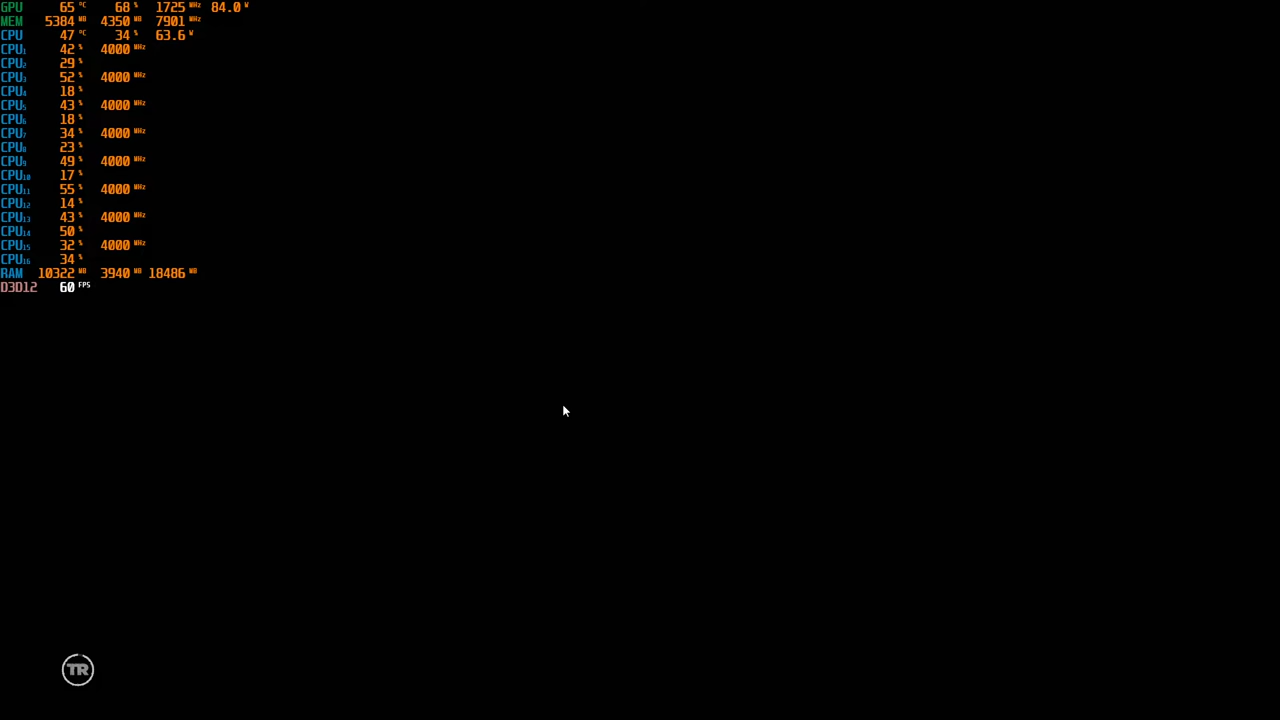 GPU 65 °C 68 % 1725 MHz 84.0 W
MEM 5384 MB 4350 MB 7901 MHz
CPU 47 °C 34 % 63.6 W
CPU1 42 % 4000 MHz
CPU2 29 %
CPU3 52 % 4000 MHz
CPU4 18 %
CPU5 43 % 4000 MHz
CPU6 18 %
CPU7 34 % 4000 MHz
CPU8 23 %
CPU9 49 % 4000 MHz
CPU10 17 %
CPU11 55 % 4000 MHz
CPU12 14 %
CPU13 43 % 4000 MHz
CPU14 50 %
CPU15 32 % 4000 MHz
CPU16 34 %
RAM 10322 MB 3940 MB 18486 MB
D3D12 60 FPS
TR